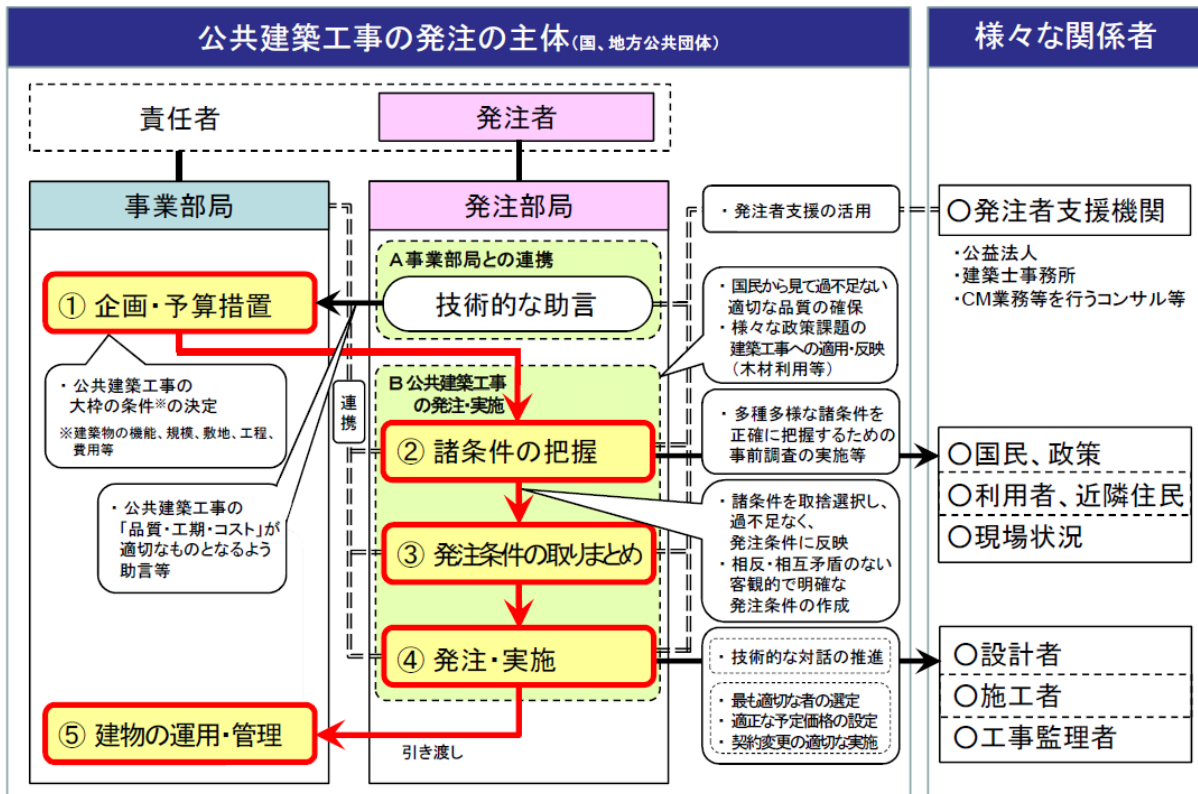 公共建築工事の発注の主体(国、地方公共団体)
様々な関係者
責任者
発注者
事業部局
発注部局
A事業部局との連携
技術的な助言
① 企画・予算措置
・ 公共建築工事の
大枠の条件※の決定
※建築物の機能、規模、敷地、工程、
費用等
連携
・ 公共建築工事の
「品質・工期・コスト」が
適切なものとなるよう
助言等
B 公共建築工事
の発注・実施
② 諸条件の把握
③ 発注条件の取りまとめ
④ 発注・実施
⑤ 建物の運用・管理
引き渡し
・ 発注者支援の活用
・ 国民から見て過不足ない
適切な品質の確保
・ 様々な政策課題の
建築工事への適用・反映
（木材利用等）
・ 多種多様な諸条件を
正確に把握するための
事前調査の実施等
・ 諸条件を取捨選択し、
過不足なく、
発注条件に反映
・ 相反・相互矛盾のない
客観的で明確な
発注条件の作成
・ 技術的な対話の推進
・ 最も適切な者の選定
・ 適正な予定価格の設定
・ 契約変更の適切な実施
〇発注者支援機関
・公益法人
・建築士事務所
・CM業務等を行うコンサル等
〇国民、政策
〇利用者、近隣住民
〇現場状況
〇設計者
〇施工者
〇工事監理者